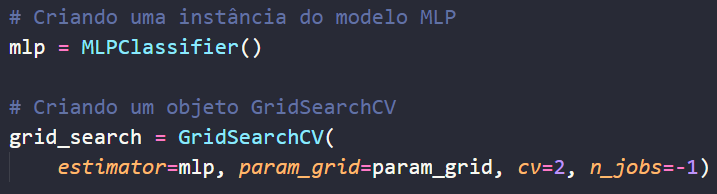 # Criando uma instância do modelo MLP
mlp = MLPClassifier()
# Criando um objeto GridSearchCV
grid_search = GridSearchCV(
estimator=mlp, param_grid=param_grid, cv=2, n_jobs=-1)